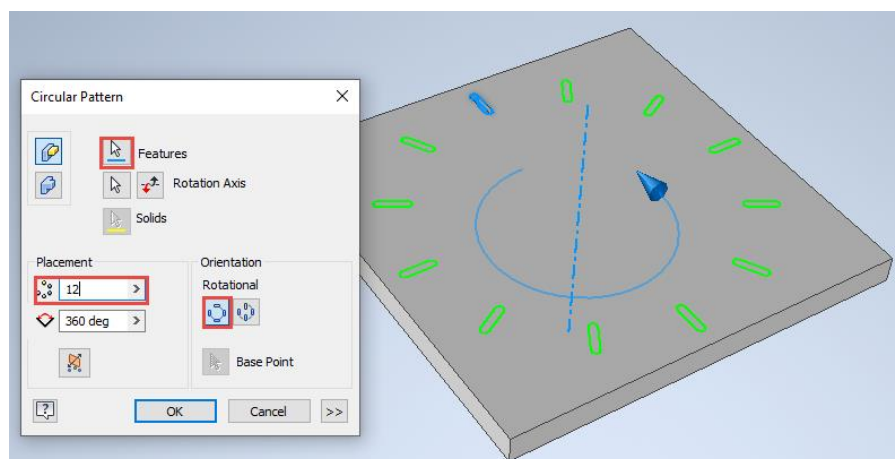 Circular Pattern
Features
Rotation Axis
Solids
Placement
Orientation
12
Rotational
360 deg
Base Point
?
OK
Cancel
>>